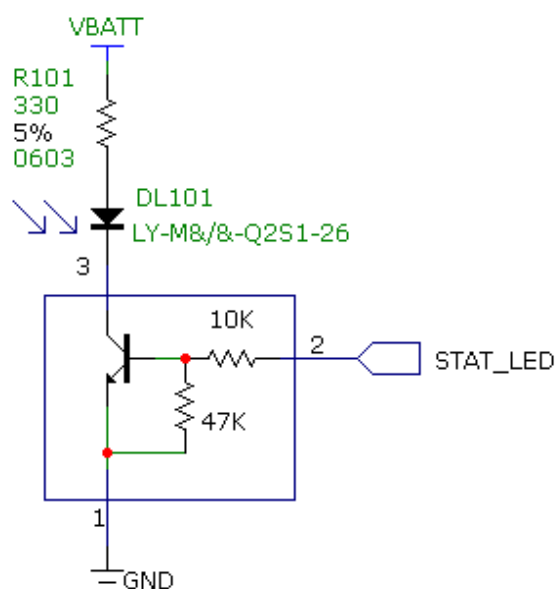 VBATT
R101
330
5%
0603
DL101
LY-M&/&-Q2S1-26
3
10K
2
STAT_LED
47K
1
GND